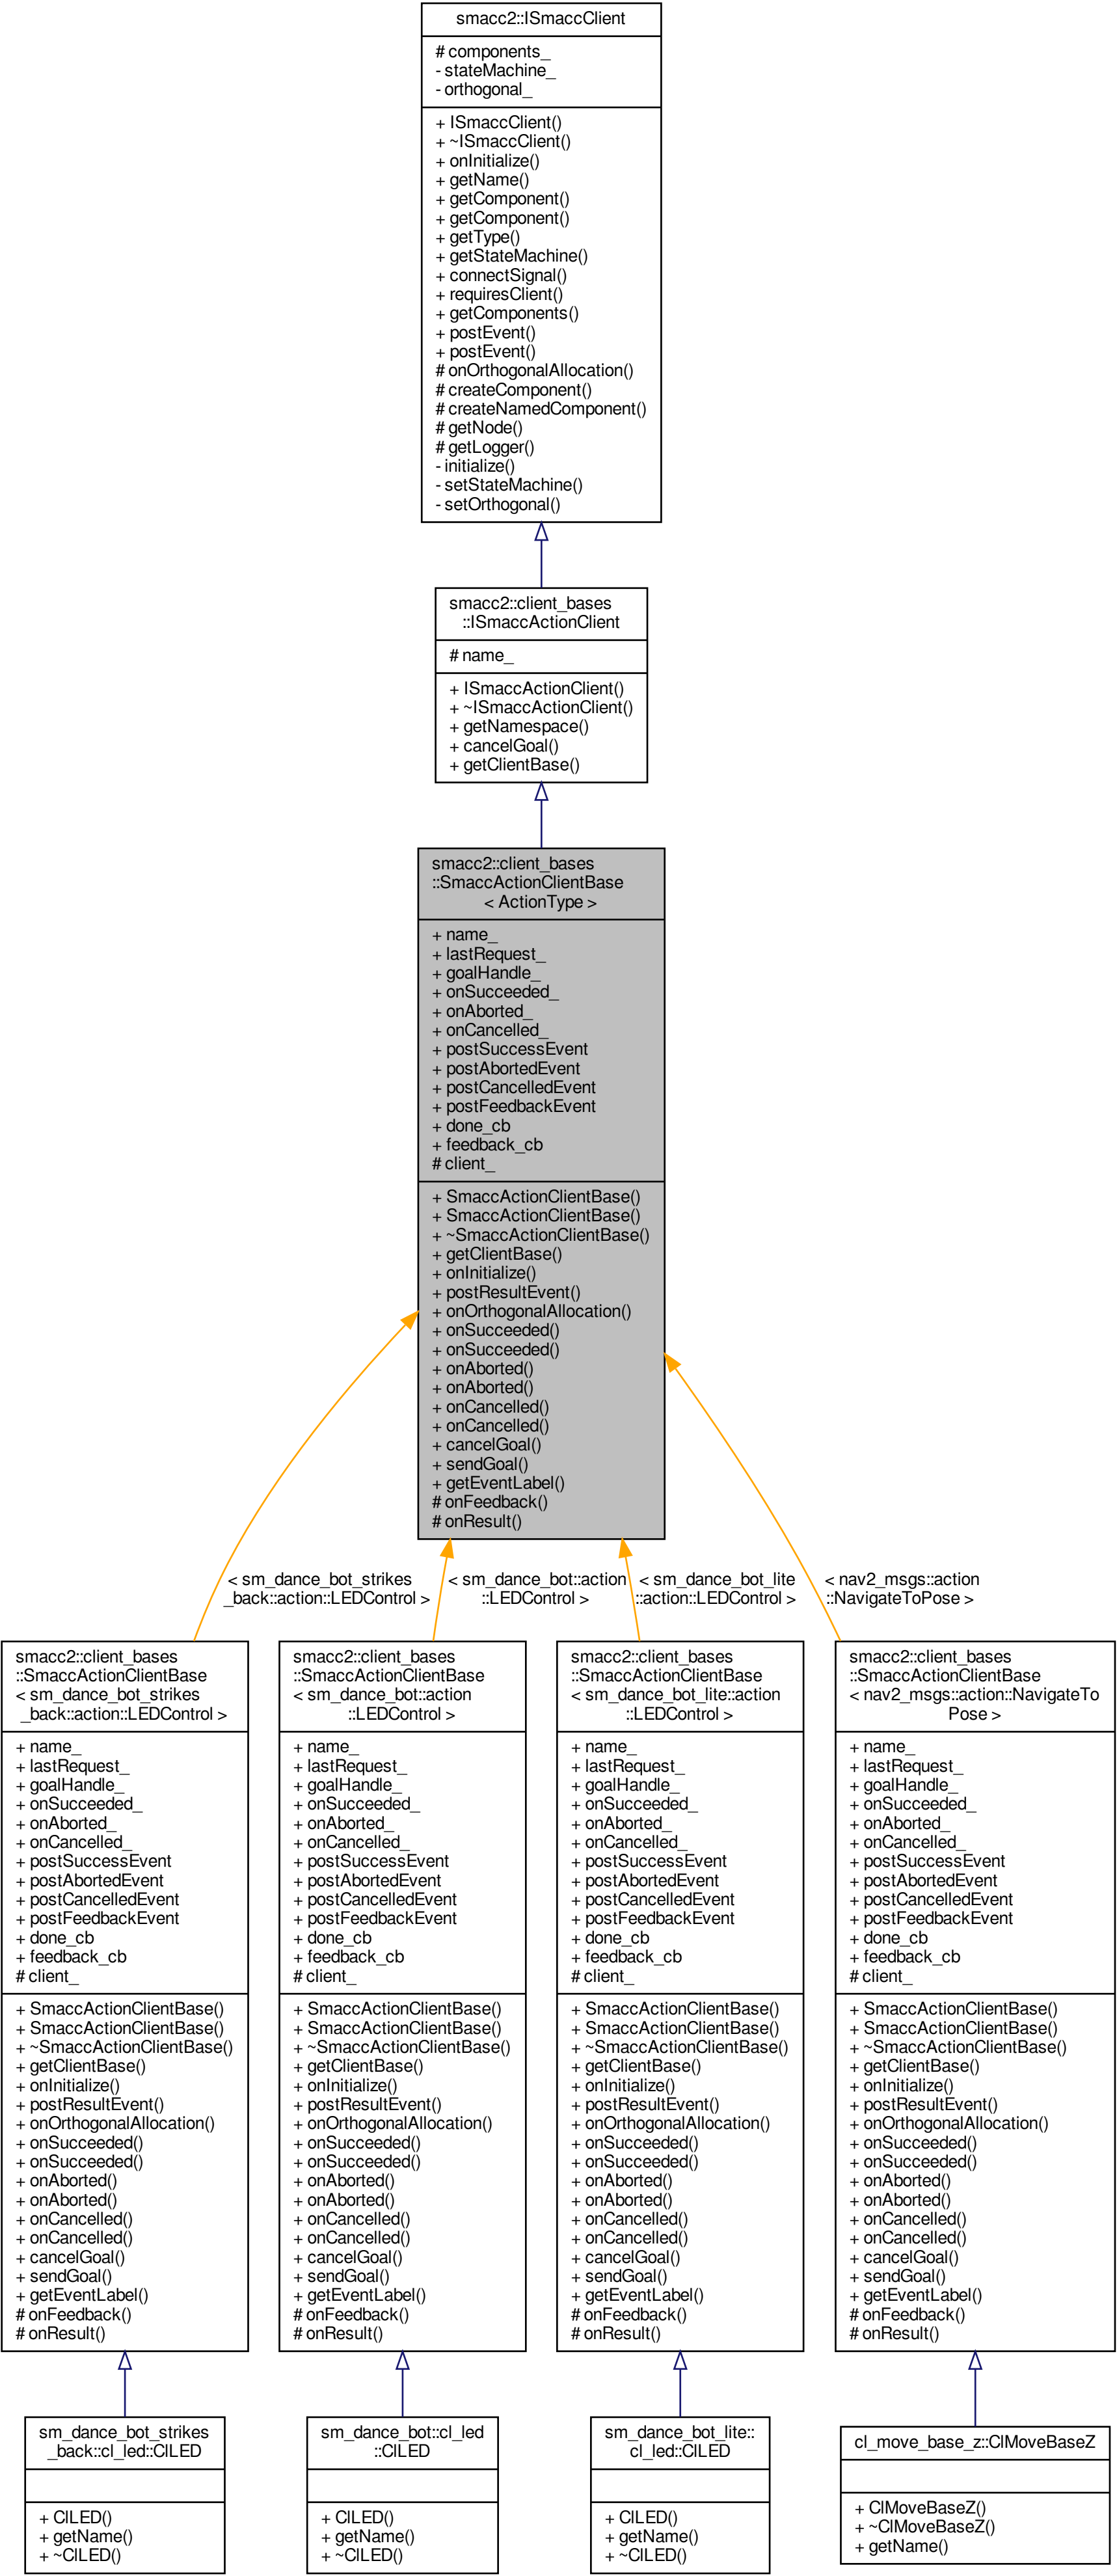 smacc2::ISmaccClient
# components_
- stateMachine_
- orthogonal_
+ ISmaccClient()
+ ~ISmaccClient()
+ onInitialize()
+ getName()
+ getComponent()
+ getComponent()
+ getType()
+ getStateMachine()
+ connectSignal()
+ requiresClient()
+ getComponents()
+ postEvent()
+ postEvent()
# onOrthogonalAllocation()
# createComponent()
# createNamedComponent()
# getNode()
# getLogger()
- initialize()
- setStateMachine()
- setOrthogonal()
smacc2::client_bases
::ISmaccActionClient
# name_
+ ISmaccActionClient()
+ ~ISmaccActionClient()
+ getNamespace()
+ cancelGoal()
+ getClientBase()
smacc2::client_bases
::SmaccActionClientBase
< ActionType >
+ name_
+ lastRequest_
+ goalHandle_
+ onSucceeded_
+ onAborted_
+ onCancelled_
+ postSuccessEvent
+ postAbortedEvent
+ postCancelledEvent
+ postFeedbackEvent
+ done_cb
+ feedback_cb
# client_
+ SmaccActionClientBase()
+ SmaccActionClientBase()
+ ~SmaccActionClientBase()
+ getClientBase()
+ onInitialize()
+ postResultEvent()
+ onOrthogonalAllocation()
+ onSucceeded()
+ onSucceeded()
+ onAborted()
+ onAborted()
+ onCancelled()
+ onCancelled()
+ cancelGoal()
+ sendGoal()
+ getEventLabel()
# onFeedback()
# onResult()
< sm_dance_bot_strikes
_back::action::LEDControl >
< sm_dance_bot::action
::LEDControl >
< sm_dance_bot_lite
::action::LEDControl >
< nav2_msgs::action
::NavigateToPose >
smacc2::client_bases
::SmaccActionClientBase
< sm_dance_bot_strikes
_back::action::LEDControl >
+ name_
+ lastRequest_
+ goalHandle_
+ onSucceeded_
+ onAborted_
+ onCancelled_
+ postSuccessEvent
+ postAbortedEvent
+ postCancelledEvent
+ postFeedbackEvent
+ done_cb
+ feedback_cb
# client_
+ SmaccActionClientBase()
+ SmaccActionClientBase()
+ ~SmaccActionClientBase()
+ getClientBase()
+ onInitialize()
+ postResultEvent()
+ onOrthogonalAllocation()
+ onSucceeded()
+ onSucceeded()
+ onAborted()
+ onAborted()
+ onCancelled()
+ onCancelled()
+ cancelGoal()
+ sendGoal()
+ getEventLabel()
# onFeedback()
# onResult()
smacc2::client_bases
::SmaccActionClientBase
< sm_dance_bot::action
::LEDControl >
+ name_
+ lastRequest_
+ goalHandle_
+ onSucceeded_
+ onAborted_
+ onCancelled_
+ postSuccessEvent
+ postAbortedEvent
+ postCancelledEvent
+ postFeedbackEvent
+ done_cb
+ feedback_cb
# client_
+ SmaccActionClientBase()
+ SmaccActionClientBase()
+ ~SmaccActionClientBase()
+ getClientBase()
+ onInitialize()
+ postResultEvent()
+ onOrthogonalAllocation()
+ onSucceeded()
+ onSucceeded()
+ onAborted()
+ onAborted()
+ onCancelled()
+ onCancelled()
+ cancelGoal()
+ sendGoal()
+ getEventLabel()
# onFeedback()
# onResult()
smacc2::client_bases
::SmaccActionClientBase
< sm_dance_bot_lite::action
::LEDControl >
+ name_
+ lastRequest_
+ goalHandle_
+ onSucceeded_
+ onAborted_
+ onCancelled_
+ postSuccessEvent
+ postAbortedEvent
+ postCancelledEvent
+ postFeedbackEvent
+ done_cb
+ feedback_cb
# client_
+ SmaccActionClientBase()
+ SmaccActionClientBase()
+ ~SmaccActionClientBase()
+ getClientBase()
+ onInitialize()
+ postResultEvent()
+ onOrthogonalAllocation()
+ onSucceeded()
+ onSucceeded()
+ onAborted()
+ onAborted()
+ onCancelled()
+ onCancelled()
+ cancelGoal()
+ sendGoal()
+ getEventLabel()
# onFeedback()
# onResult()
smacc2::client_bases
::SmaccActionClientBase
< nav2_msgs::action::NavigateTo
Pose >
+ name_
+ lastRequest_
+ goalHandle_
+ onSucceeded_
+ onAborted_
+ onCancelled_
+ postSuccessEvent
+ postAbortedEvent
+ postCancelledEvent
+ postFeedbackEvent
+ done_cb
+ feedback_cb
# client_
+ SmaccActionClientBase()
+ SmaccActionClientBase()
+ ~SmaccActionClientBase()
+ getClientBase()
+ onInitialize()
+ postResultEvent()
+ onOrthogonalAllocation()
+ onSucceeded()
+ onSucceeded()
+ onAborted()
+ onAborted()
+ onCancelled()
+ onCancelled()
+ cancelGoal()
+ sendGoal()
+ getEventLabel()
# onFeedback()
# onResult()
sm_dance_bot_strikes
_back::cl_led::ClLED
+ ClLED()
+ getName()
+ ~ClLED()
sm_dance_bot::cl_led
::ClLED
+ ClLED()
+ getName()
+ ~ClLED()
sm_dance_bot_lite::
cl_led::ClLED
+ ClLED()
+ getName()
+ ~ClLED()
cl_move_base_z::ClMoveBaseZ
+ ClMoveBaseZ()
+ ~ClMoveBaseZ()
+ getName()